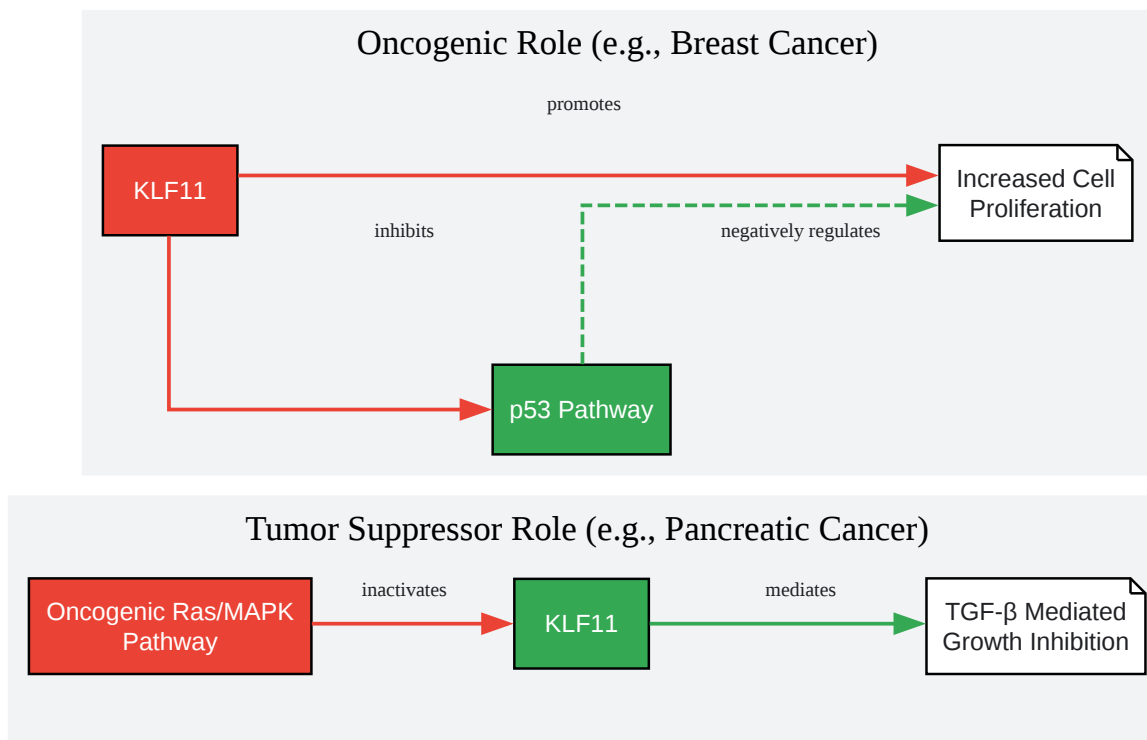 Oncogenic Role (e.g., Breast Cancer)
promotes
KLF11
Increased Cell
Proliferation
inhibits
negatively regulates
p53 Pathway
Tumor Suppressor Role (e.g., Pancreatic Cancer)
Oncogenic Ras/MAPK
Pathway
inactivates
KLF11
mediates
TGF-β Mediated
Growth Inhibition